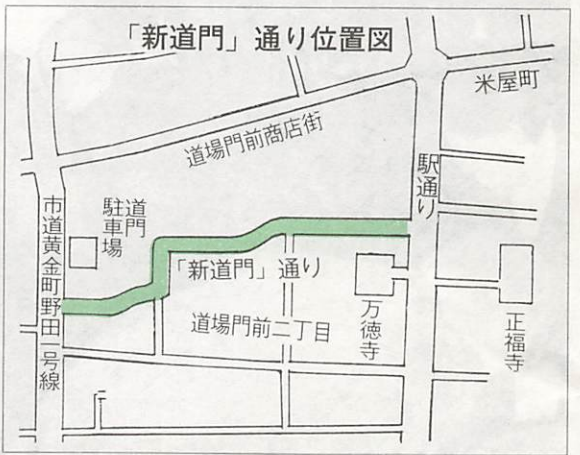 「新道門」通り位置図
米屋町
道場門前商店街
駅通り
道門
駐車場
市道黄金町野田一号線
「新道門」通り
道場門前二丁目
万徳寺
正福寺